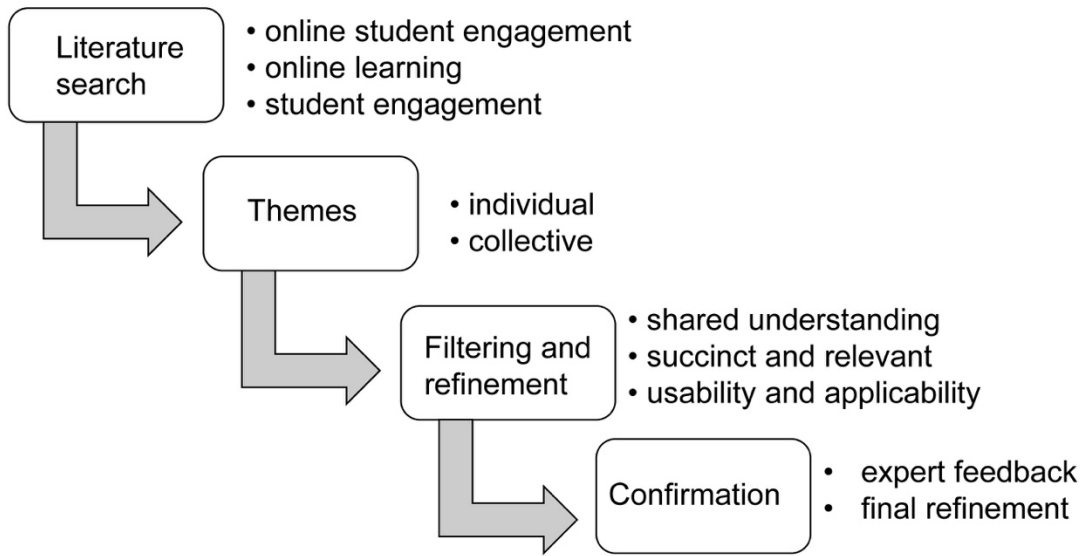 Literature
search
• online student engagement
• online learning
• student engagement
Themes
• individual
• collective
Filtering and
refinement
• shared understanding
• succinct and relevant
• usability and applicability
Confirmation
• expert feedback
• final refinement